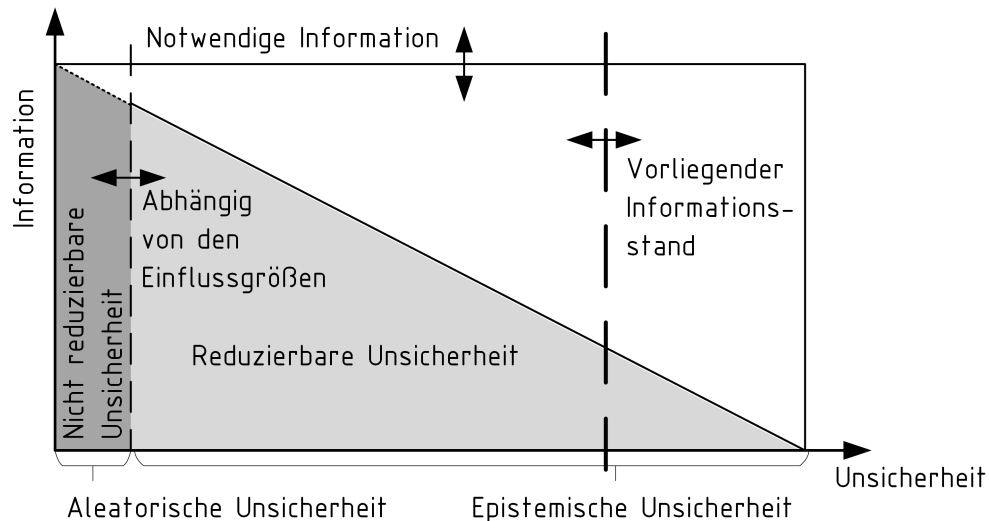 Notwendige Information
Information
Vorliegender
Informations-
stand
Abhängig
von den
Einflussgrößen
Nicht reduzierbare
Unsicherheit
Reduzierbare Unsicherheit
Unsicherheit
Aleatorische Unsicherheit
Epistemische Unsicherheit